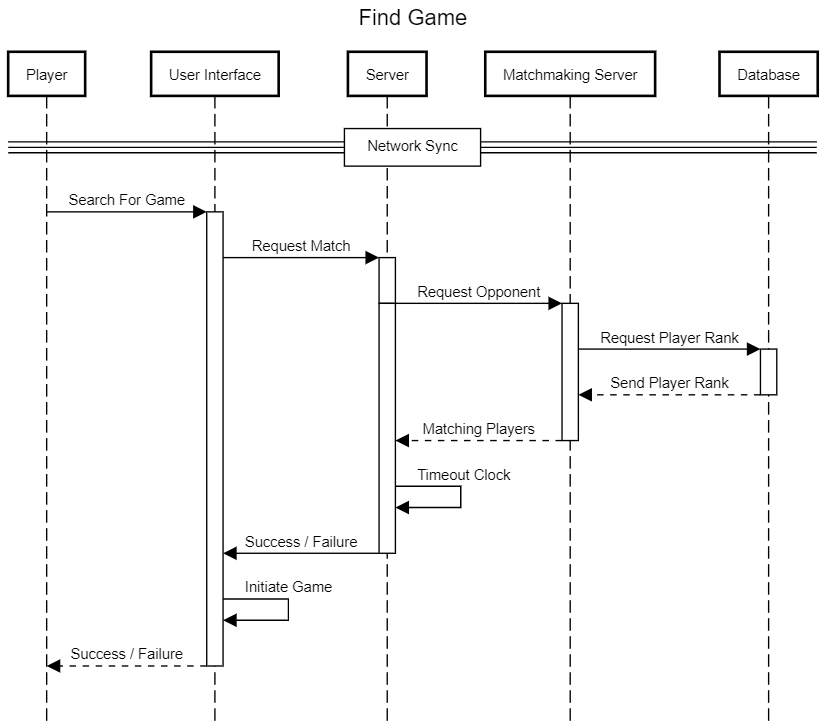 Find Game
Player
User Interface
Server
Matchmaking Server
Database
Network Sync
Search For Game
Request Match
Request Opponent
Request Player Rank
Send Player Rank
Matching Players
Timeout Clock
Success / Failure
Initiate Game
Success / Failure